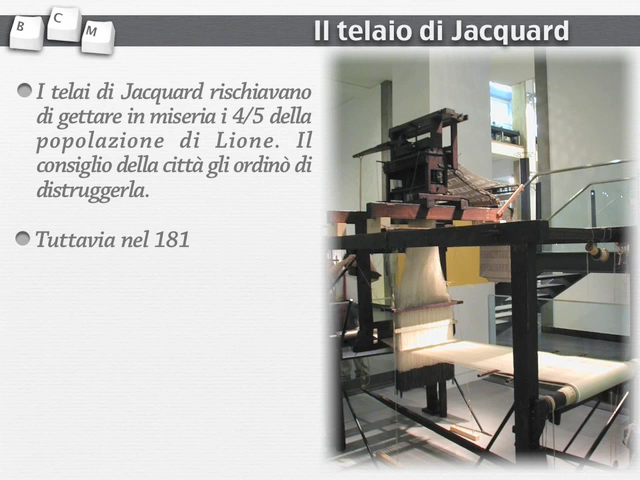 B C M
Il telaio di Jacquard
I telai di Jacquard rischiavano
di gettare in miseria i 4/5 della
popolazione di Lione. Il
consiglio della città gli ordinò di
distruggerla.
Tuttavia nel 181